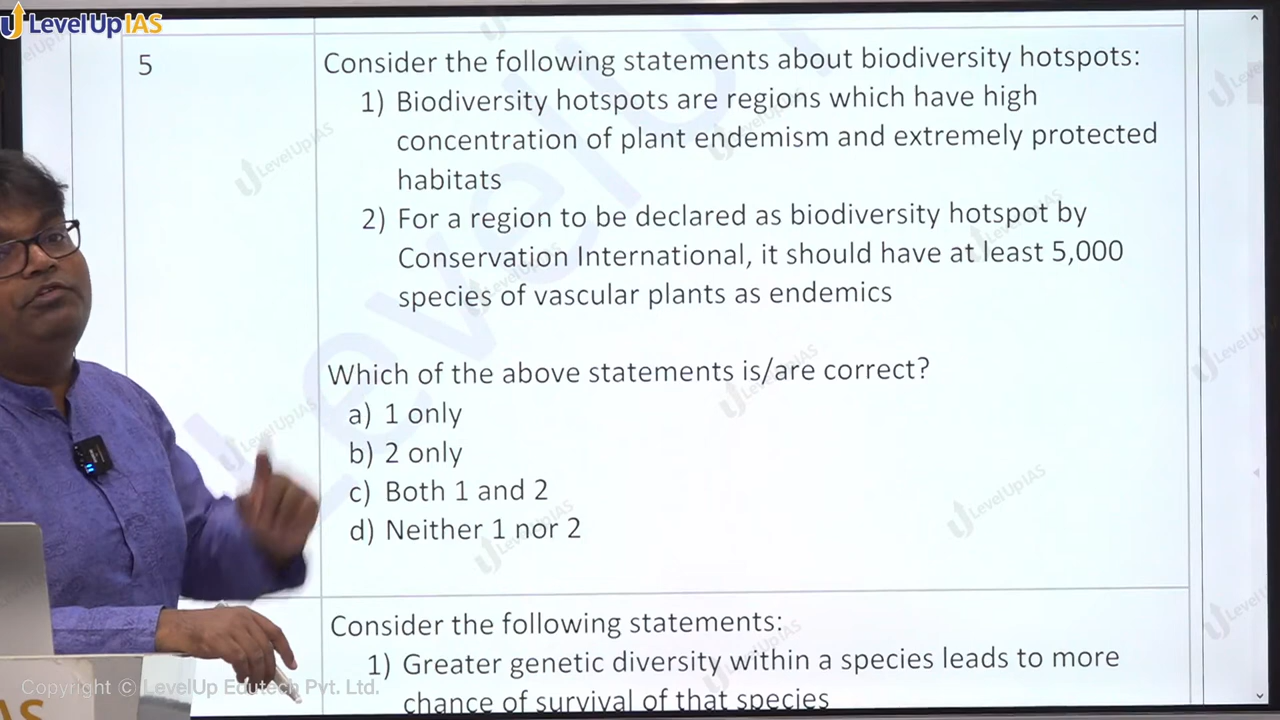 LevelUp IAS
5
Consider the following statements about biodiversity hotspots:
1) Biodiversity hotspots are regions which have high
concentration of plant endemism and extremely protected
habitats
2) For a region to be declared as biodiversity hotspot by
Conservation International, it should have at least 5,000
species of vascular plants as endemics
Which of the above statements is/are correct?
a) 1 only
b) 2 only
c) Both 1 and 2
d) Neither 1 nor 2
Consider the following statements:
1) Greater genetic diversity within a species leads to more
chance of survival of that species
Copyright © LevelUp Edutech Pvt. Ltd.
AS